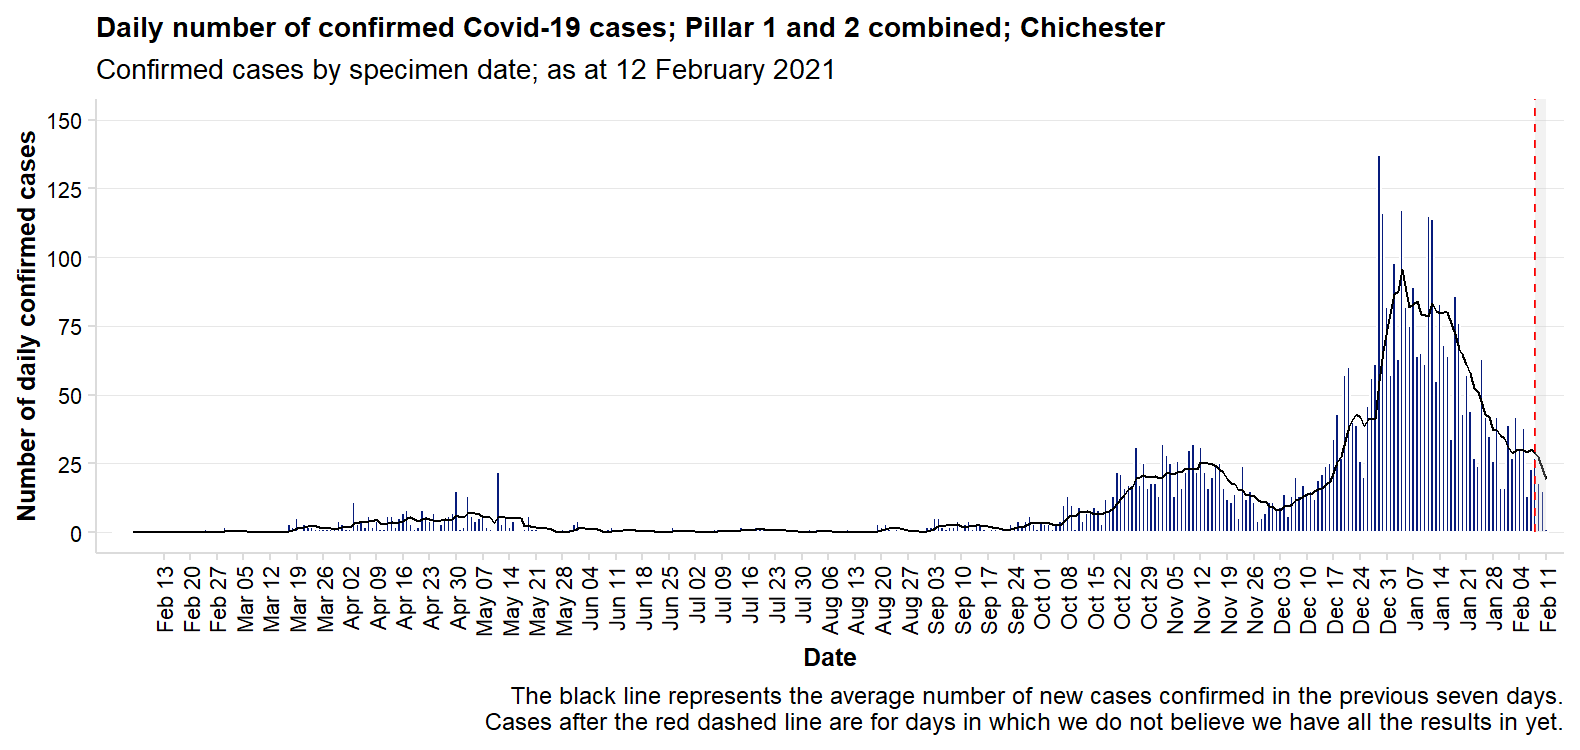 Daily number of confirmed Covid-19 cases; Pillar 1 and 2 combined; Chichester
Confirmed cases by specimen date; as at 12 February 2021
Number of daily confirmed cases
150
125
100
75
50
25
0
Feb 13
Feb 20
Feb 27
Mar 05
Mar 12
Mar 19
Mar 26
Apr 02
Apr 09
Apr 16
Apr 23
Apr 30
May 07
May 14
May 21
May 28
Jun 04
Jun 11
Jun 18
Jun 25
Jul 02
Jul 09
Jul 16
Jul 23
Jul 30
Aug 06
Aug 13
Aug 20
Aug 27
Sep 03
Sep 10
Sep 17
Sep 24
Oct 01
Oct 08
Oct 15
Oct 22
Oct 29
Nov 05
Nov 12
Nov 19
Nov 26
Dec 03
Dec 10
Dec 17
Dec 24
Dec 31
Jan 07
Jan 14
Jan 21
Jan 28
Feb 04
Feb 11
Date
The black line represents the average number of new cases confirmed in the previous seven days.
Cases after the red dashed line are for days in which we do not believe we have all the results in yet.